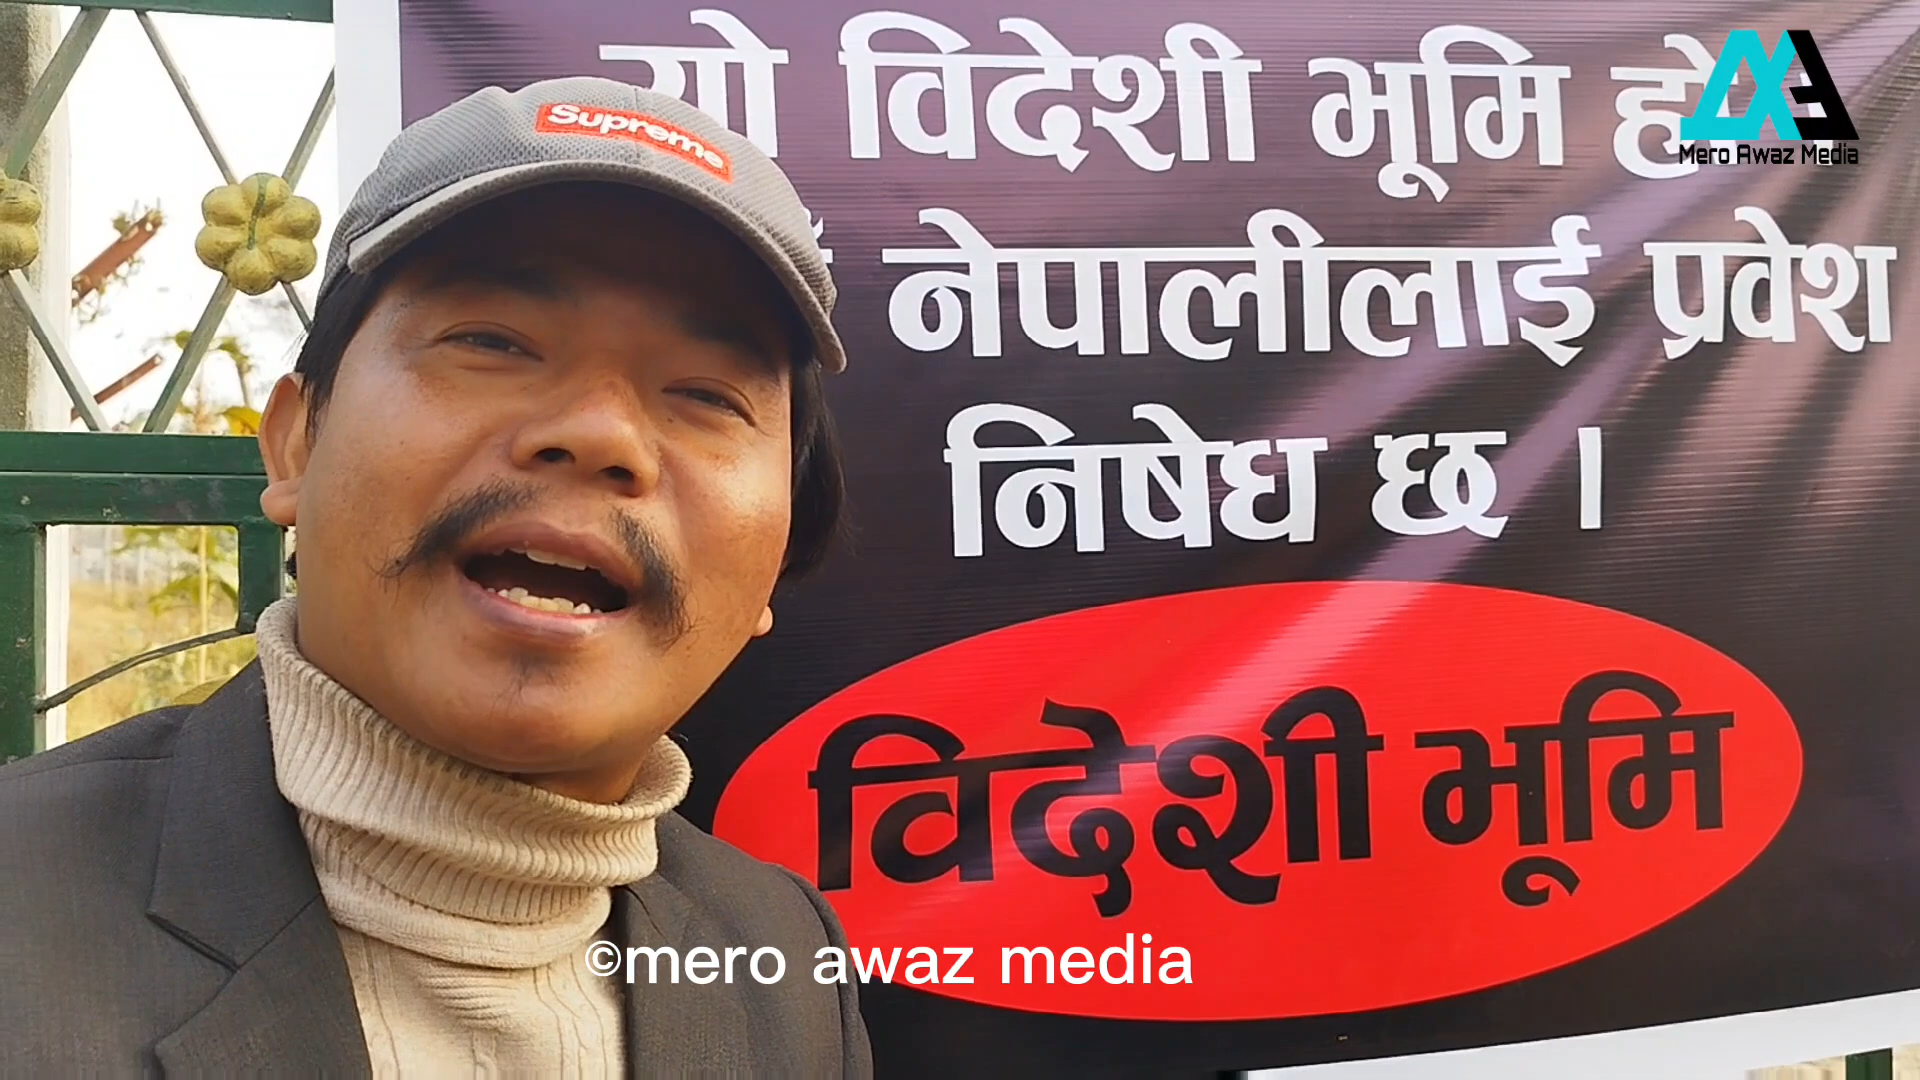 यो विदेशी भूमि हो
Mero Awaz Media
नेपालीलाई प्रवेश
निषेध छ ।
Supreme
विदेशी भूमि
©mero awaz media